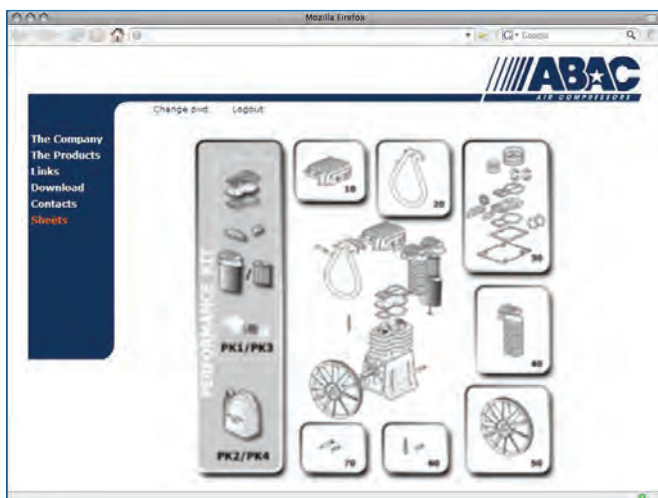 Mozilla Firefox
Google
ABAC
AIR COMPRESSORS
Change pwd Logout
The Company
The Products
Links
Download
Contacts
Sheets
PERFORMANCE KIT
PK1/PK3
PK2/PK4
10
20
30
40
50
60
70